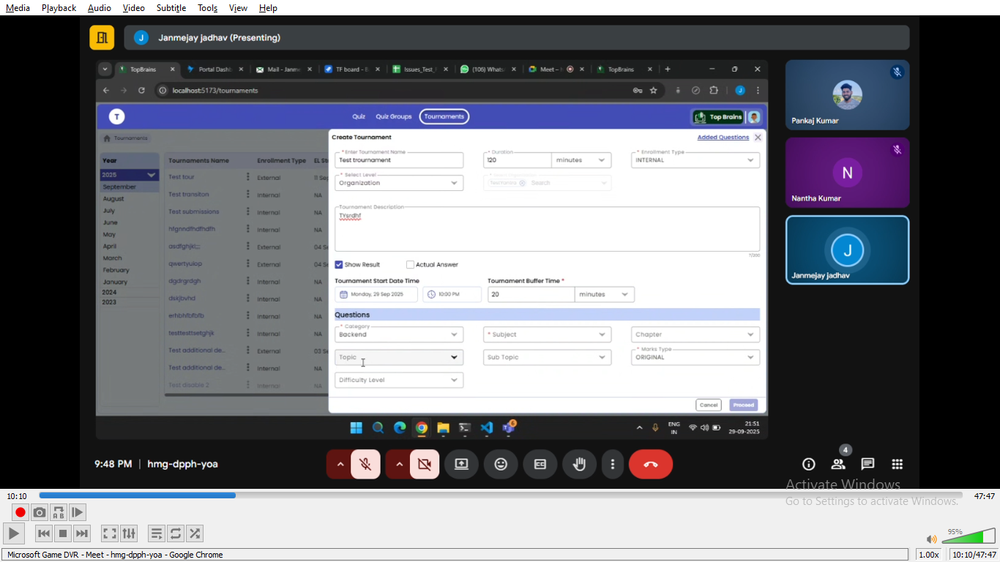 Media Playback Audio Video Subtitle Tools View Help
J Janmejay jadhav (Presenting)
TopBrains Portal Dashb Mail - Janme TF board - B Issues_Test_ (106) Whats Meet – TopBrains
localhost:5173/tournaments
T Quiz Quiz Groups Tournaments Top Brains
Tournaments
Year
2025
September
August
July
June
May
April
March
February
January
2024
2023
Tournaments Name Enrollment Type EL St
Test tour External 11 Sep
Test transiton Internal NA
Test submissions Internal NA
hfgnndfhdfhdfh Internal NA
asdfghjkl;;; External 04 Se
qwertyuiop External 04 Se
dgdrgrdgh Internal NA
dskjbvhd Internal NA
erhbhfbfbfb Internal NA
testtesttsetghjk Internal NA
Test additional de... External 03 Se
Test additional de... Internal NA
Test disable 2 Internal NA
Create Tournament Added Questions
* Enter Tournament Name
Test trournament
* Duration
120 minutes
* Enrollment Type
INTERNAL
* Select Level
Organization
Search
Tournament Description
TYsrdhf
7/200
Show Result Actual Answer
Tournament Start Date Time Tournament Buffer Time *
Monday, 29 Sep 2025 10:00 PM 20 minutes
Questions
* Category
Backend * Subject Chapter
Topic Sub Topic
* Marks Type
ORIGINAL
Difficulty Level
Cancel Proceed
6
ENG
IN
21:51
29-09-2025
Pankaj Kumar
N
Nantha Kumar
J
Janmejay jadhav
9:48 PM | hmg-dpph-yoa
4
Activate Windows
Go to Settings to activate Windows.
10:10 47:47
A B
95%
Microsoft Game DVR - Meet - hmg-dpph-yoa - Google Chrome 1.00x 10:10/47:47